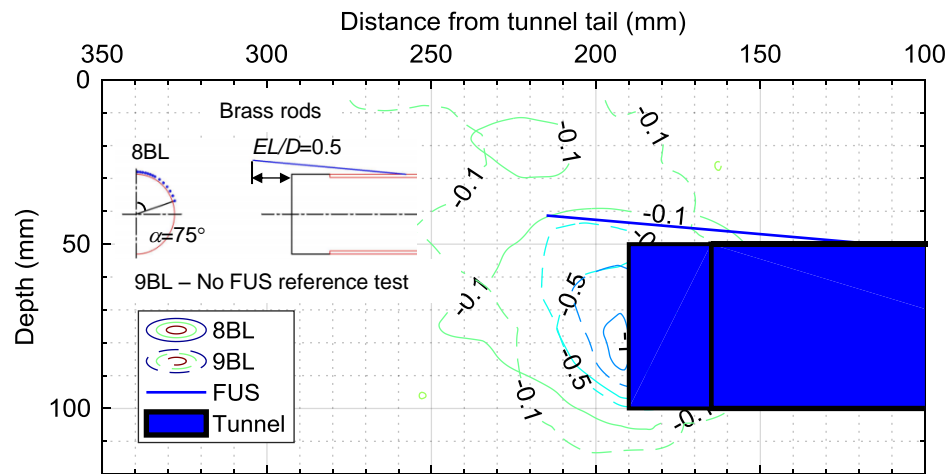 Distance from tunnel tail (mm)
350 300 250 200 150 100
0
50
100
Depth (mm)
Brass rods
8BL
EL/D=0.5
α=75°
9BL – No FUS reference test
8BL
9BL
FUS
Tunnel
-0.1
-0.1
-0.1
-0.1
-0.1
-0.1
-0.1
-0.5
-0.5